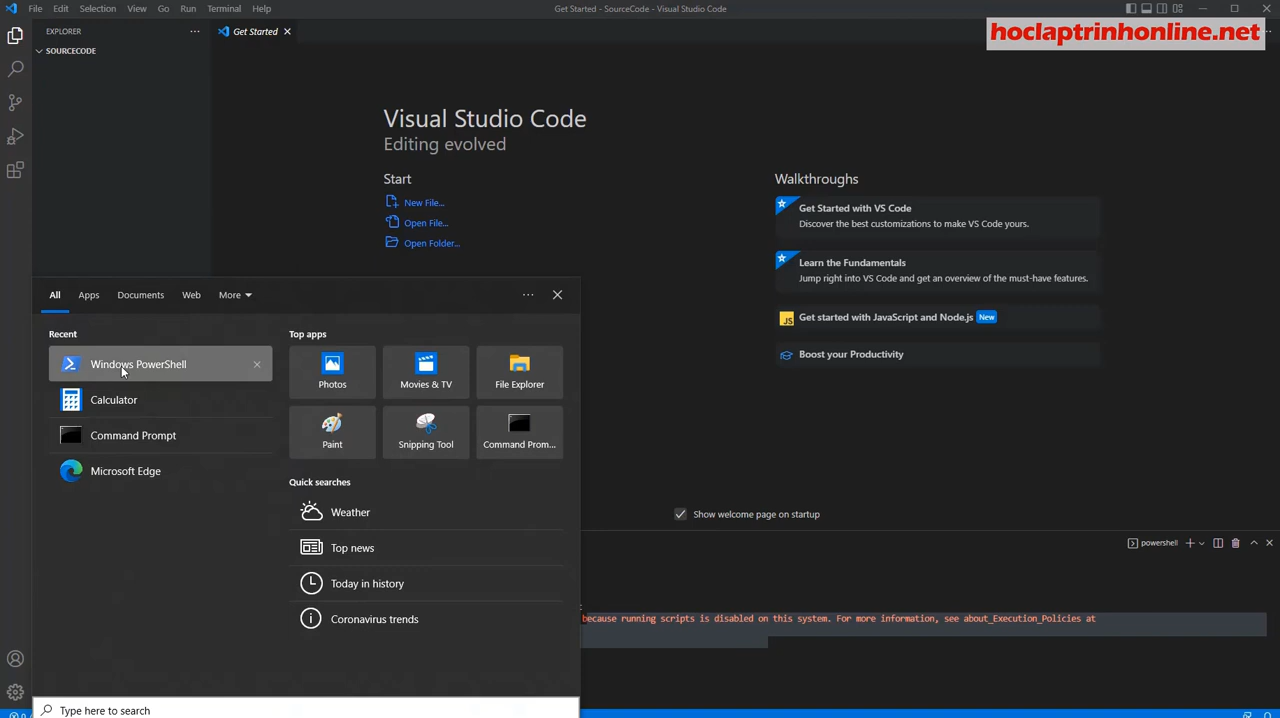 File Edit Selection View Go Run Terminal Help
Get Started - SourceCode - Visual Studio Code
hoclaptrinhonline.net
EXPLORER
Get Started
SOURCECODE
Visual Studio Code
Editing evolved
Start
New File...
Open File...
Open Folder...
Walkthroughs
Get Started with VS Code
Discover the best customizations to make VS Code yours.
Learn the Fundamentals
Jump right into VS Code and get an overview of the must-have features.
JS Get started with JavaScript and Node.js New
Boost your Productivity
Show welcome page on startup
All Apps Documents Web More
Recent
Windows PowerShell
Calculator
Command Prompt
Microsoft Edge
Top apps
Photos
Movies & TV
File Explorer
Paint
Snipping Tool
Command Prom...
Quick searches
Weather
Top news
Today in history
Coronavirus trends
Type here to search
powershell
because running scripts is disabled on this system. For more information, see about_Execution_Policies at